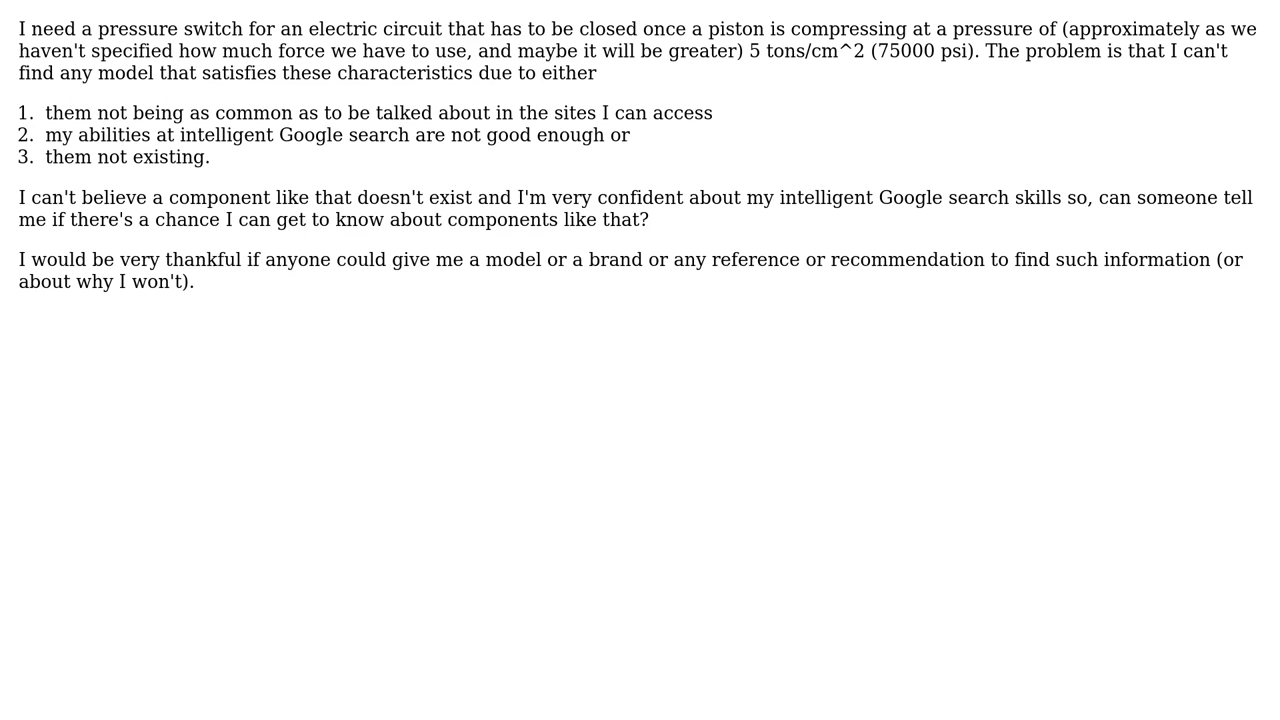 I need a pressure switch for an electric circuit that has to be closed once a piston is compressing at a pressure of (approximately as we
haven't specified how much force we have to use, and maybe it will be greater) 5 tons/cm^2 (75000 psi). The problem is that I can't
find any model that satisfies these characteristics due to either
1. them not being as common as to be talked about in the sites I can access
2. my abilities at intelligent Google search are not good enough or
3. them not existing.
I can't believe a component like that doesn't exist and I'm very confident about my intelligent Google search skills so, can someone tell
me if there's a chance I can get to know about components like that?
I would be very thankful if anyone could give me a model or a brand or any reference or recommendation to find such information (or
about why I won't).